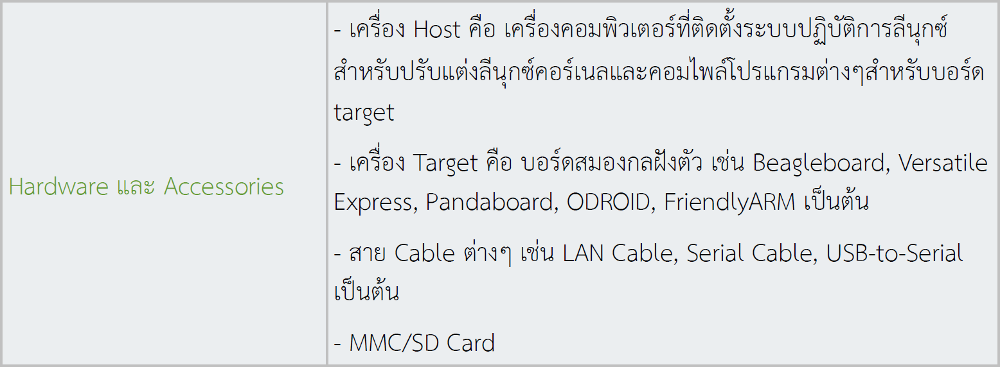 Hardware และ Accessories
- เครื่อง Host คือ เครื่องคอมพิวเตอร์ที่ติดตั้งระบบปฏิบัติการลีนุกซ์
สำหรับปรับแต่งลีนุกซ์คอร์เนลและคอมไพล์โปรแกรมต่างๆสำหรับบอร์ด
target
- เครื่อง Target คือ บอร์ดสมองกลฝังตัว เช่น Beagleboard, Versatile
Express, Pandaboard, ODROID, FriendlyARM เป็นต้น
- สาย Cable ต่างๆ เช่น LAN Cable, Serial Cable, USB-to-Serial
เป็นต้น
- MMC/SD Card